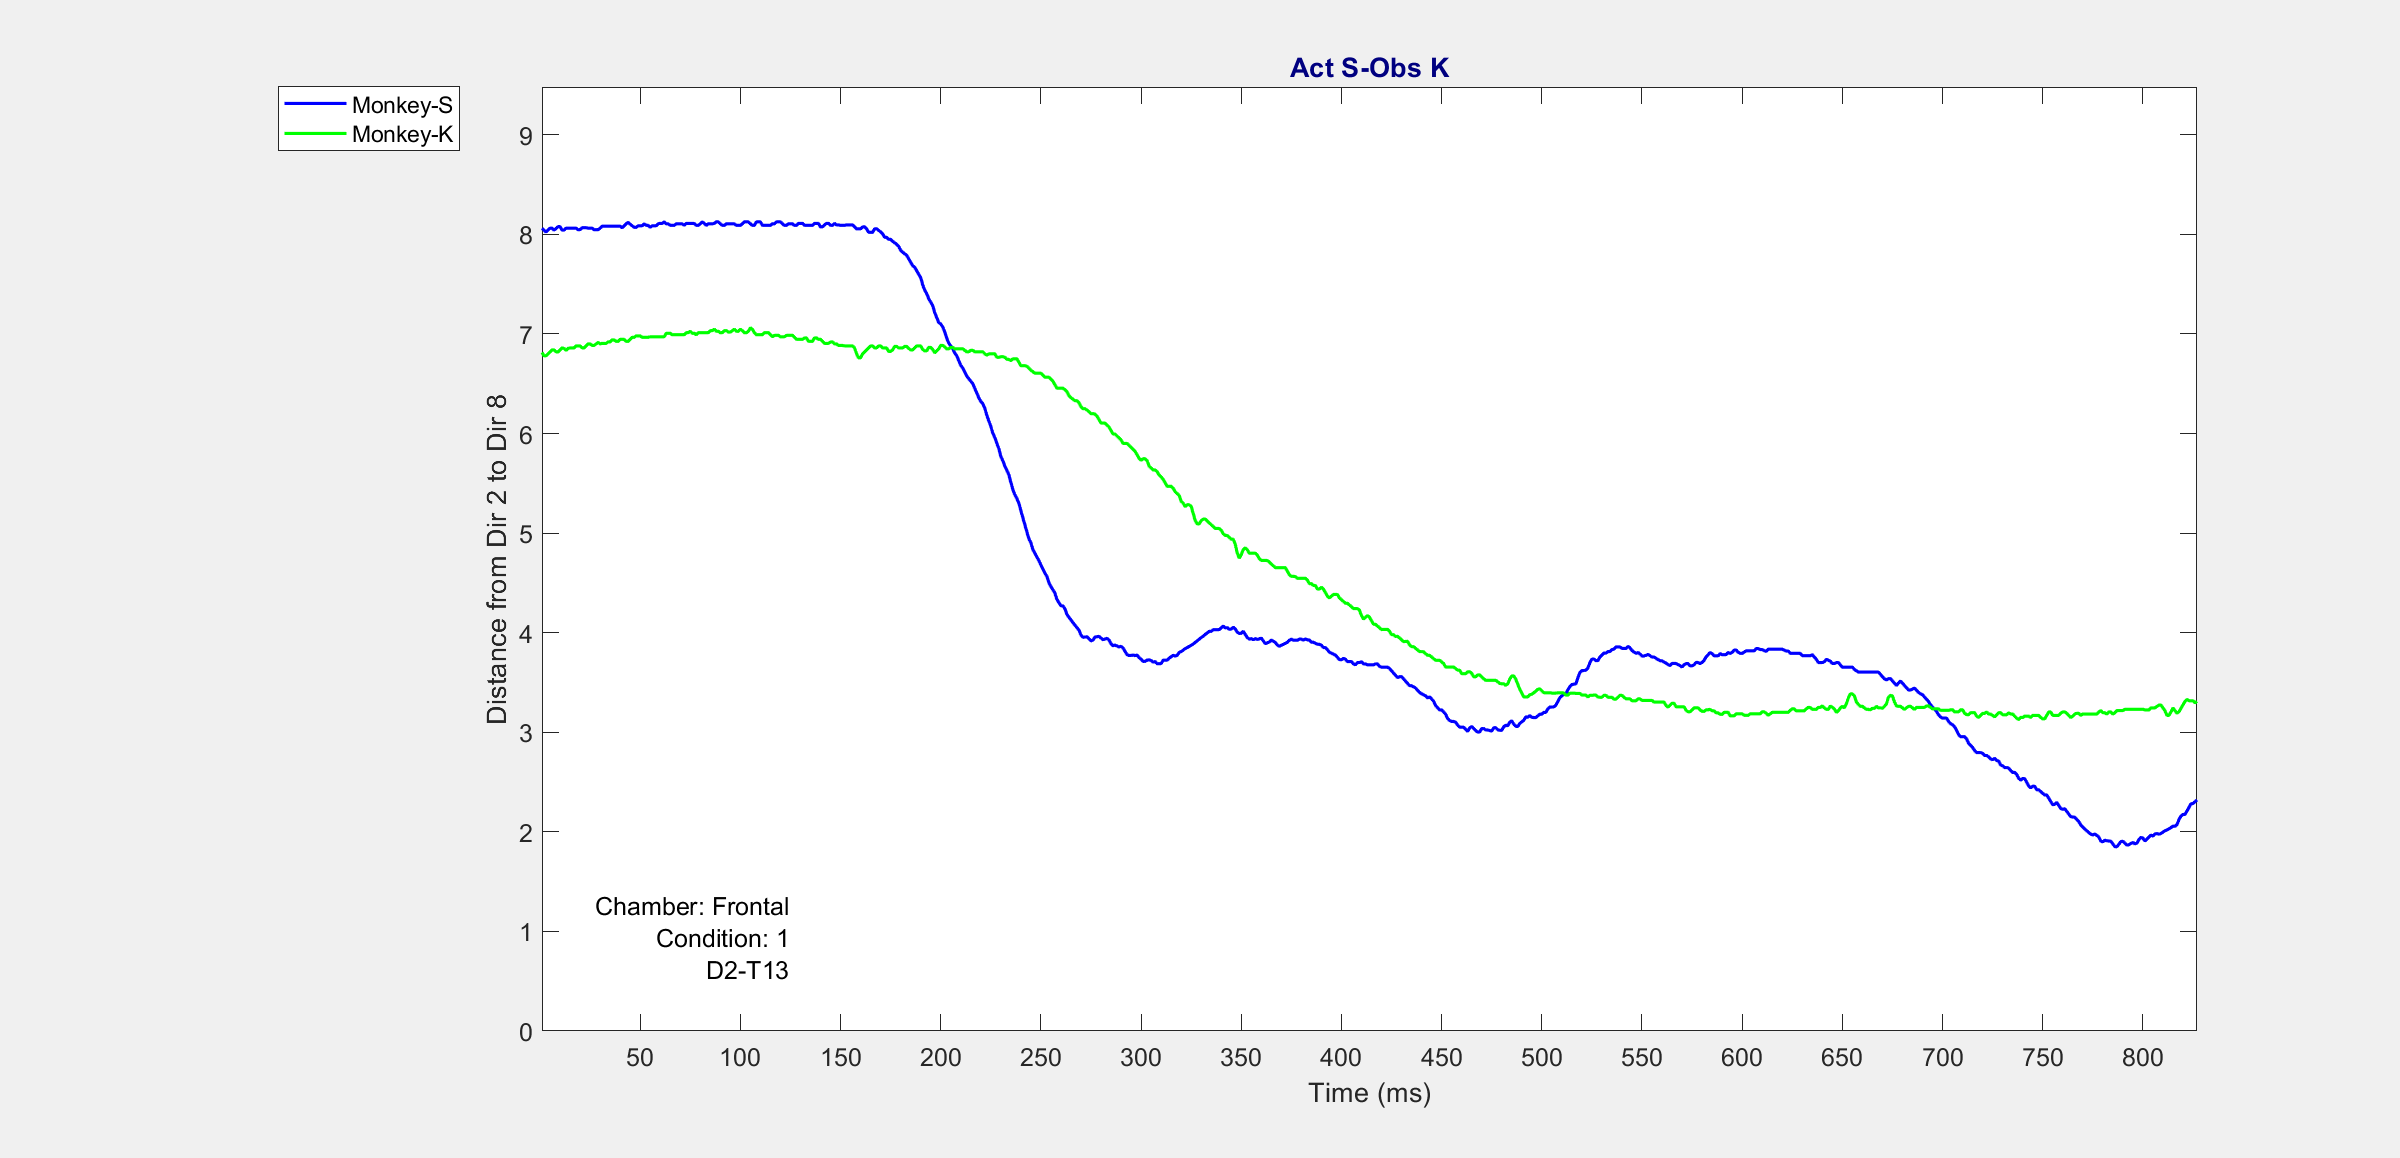 Act S-Obs K
Monkey-S
Monkey-K
Distance from Dir 2 to Dir 8
9
8
7
6
5
4
3
2
1
0
Chamber: Frontal
Condition: 1
D2-T13
50 100 150 200 250 300 350 400 450 500 550 600 650 700 750 800
Time (ms)